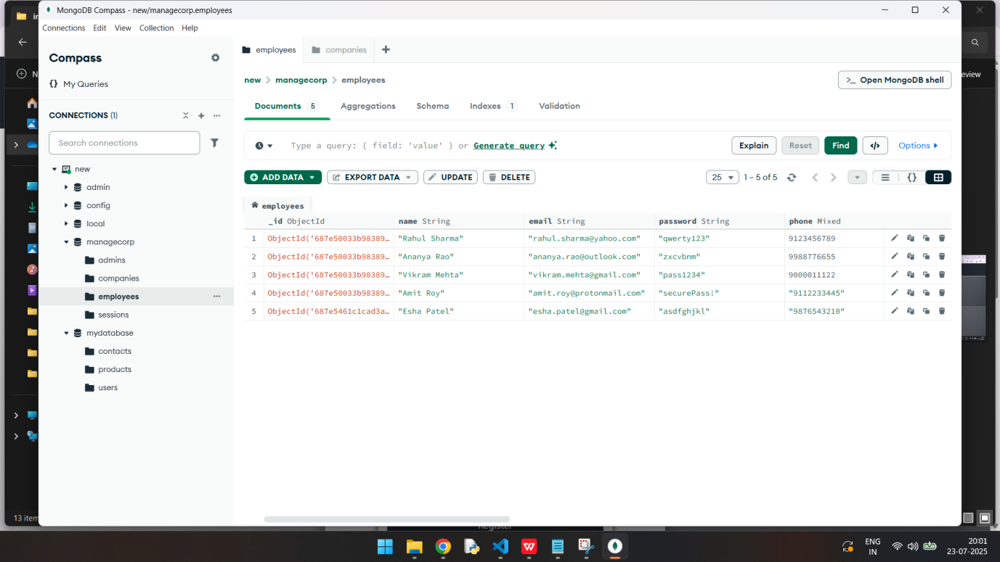 MongoDB Compass - new/managecorp.employees
Connections Edit View Collection Help
Compass
{} My Queries
CONNECTIONS (1)
Search connections
new
admin
config
local
managecorp
admins
companies
employees
sessions
mydatabase
contacts
products
users
employees companies
new > managecorp > employees
>_ Open MongoDB shell
Documents 5 Aggregations Schema Indexes 1 Validation
Type a query: { field: 'value' } or Generate query
Explain Reset Find </> Options
ADD DATA EXPORT DATA UPDATE DELETE
25 1 – 5 of 5 {}
employees
_id ObjectId name String email String password String phone Mixed
1 ObjectId('687e50033b98389… "Rahul Sharma" "rahul.sharma@yahoo.com" "qwerty123" 9123456789
2 ObjectId('687e50033b98389… "Ananya Rao" "ananya.rao@outlook.com" "zxcvbnm" 9988776655
3 ObjectId('687e50033b98389… "Vikram Mehta" "vikram.mehta@gmail.com" "pass1234" 9000011122
4 ObjectId('687e50033b98389… "Amit Roy" "amit.roy@protonmail.com" "securePass!" "9112233445"
5 ObjectId('687e5461c1cad3a… "Esha Patel" "esha.patel@gmail.com" "asdfghjkl" "9876543210"
eview
13 item
ENG
IN
20:01
23-07-2025